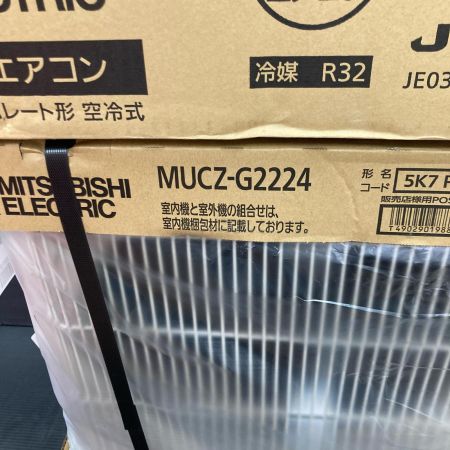 エアコン
冷媒 R32
JE03
レート形 空冷式
MITSUBISHI
ELECTRIC
MUCZ-G2224
室内機と室外機の組合せは、
室内機梱包材に記載しております。
形名
コード
5K7
販売店様用POS
T490290198